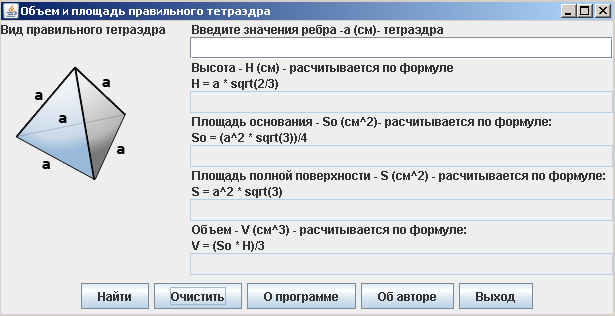 Объем и площадь правильного тетраэдра
Вид правильного тетраэдра
a
a
a
a
a
Введите значения ребра -a (см)- тетраэдра
Высота - H (см) - расчитывается по формуле
H = a * sqrt(2/3)
Площадь основания - So (см^2)- расчитывается по формуле:
So = (a^2 * sqrt(3))/4
Площадь полной поверхности - S (см^2) - расчитывается по формуле:
S = a^2 * sqrt(3)
Объем - V (см^3) - расчитывается по формуле:
V = (So * H)/3
Найти
Очистить
О программе
Об авторе
Выход